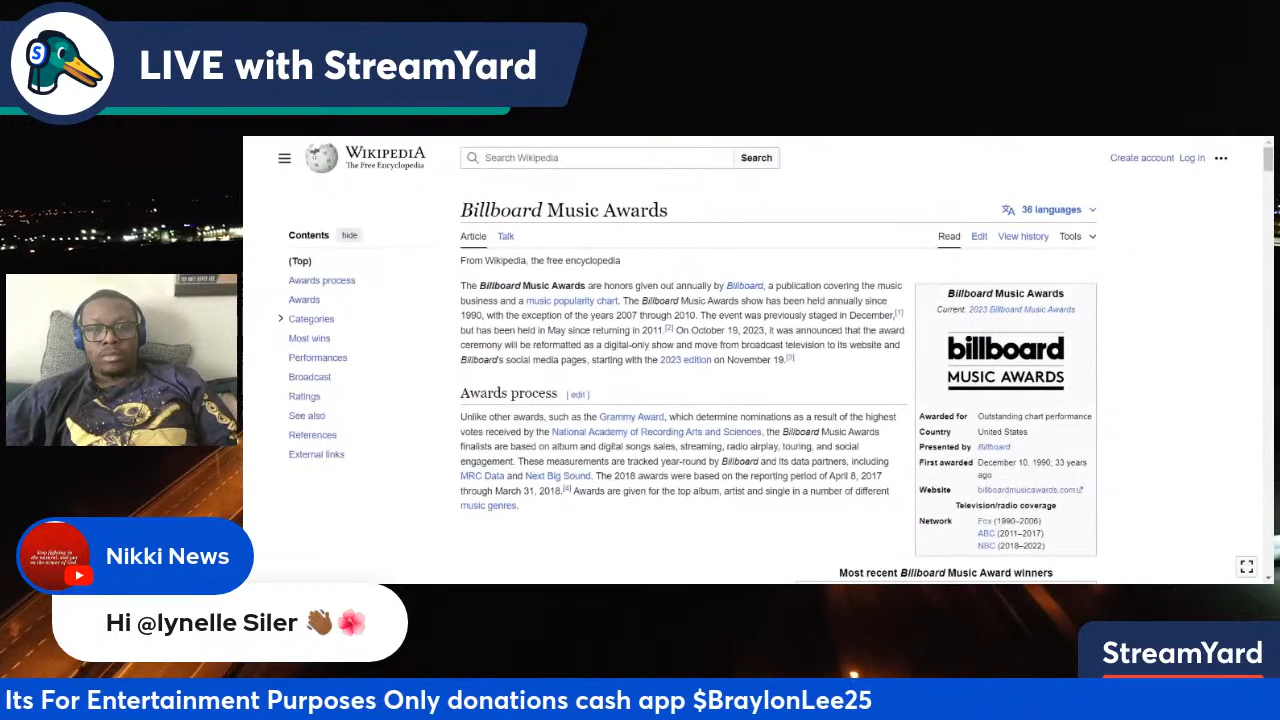 LIVE with StreamYard
S
WIKIPEDIA
The Free Encyclopedia
Search Wikipedia
Search
Create account Log in
Billboard Music Awards
36 languages
Contents hide
Article Talk
Read Edit View history Tools
(Top)
Awards process
Awards
Categories
Most wins
Performances
Broadcast
Ratings
See also
References
External links
From Wikipedia, the free encyclopedia
The Billboard Music Awards are honors given out annually by Billboard, a publication covering the music
business and a music popularity chart. The Billboard Music Awards show has been held annually since
1990, with the exception of the years 2007 through 2010. The event was previously staged in December,[1]
but has been held in May since returning in 2011.[2] On October 19, 2023, it was announced that the award
ceremony will be reformatted as a digital-only show and move from broadcast television to its website and
Billboard's social media pages, starting with the 2023 edition on November 19.[3]
Awards process [ edit ]
Unlike other awards, such as the Grammy Award, which determine nominations as a result of the highest
votes received by the National Academy of Recording Arts and Sciences, the Billboard Music Awards
finalists are based on album and digital songs sales, streaming, radio airplay, touring, and social
engagement. These measurements are tracked year-round by Billboard and its data partners, including
MRC Data and Next Big Sound. The 2018 awards were based on the reporting period of April 8, 2017
through March 31, 2018.[4] Awards are given for the top album, artist and single in a number of different
music genres.
Billboard Music Awards
Current: 2023 Billboard Music Awards
billboard
MUSIC AWARDS
Awarded for Outstanding chart performance
Country United States
Presented by Billboard
First awarded December 10, 1990, 33 years
ago
Website billboardmusicawards.com
Television/radio coverage
Network Fox (1990–2006)
ABC (2011–2017)
NBC (2018–2022)
Most recent Billboard Music Award winners
Stop fighting in
the natural, and put
on the armor of God.
Nikki News
Hi @lynelle Siler 👋🏾🌺
StreamYard
Its For Entertainment Purposes Only donations cash app $BraylonLee25